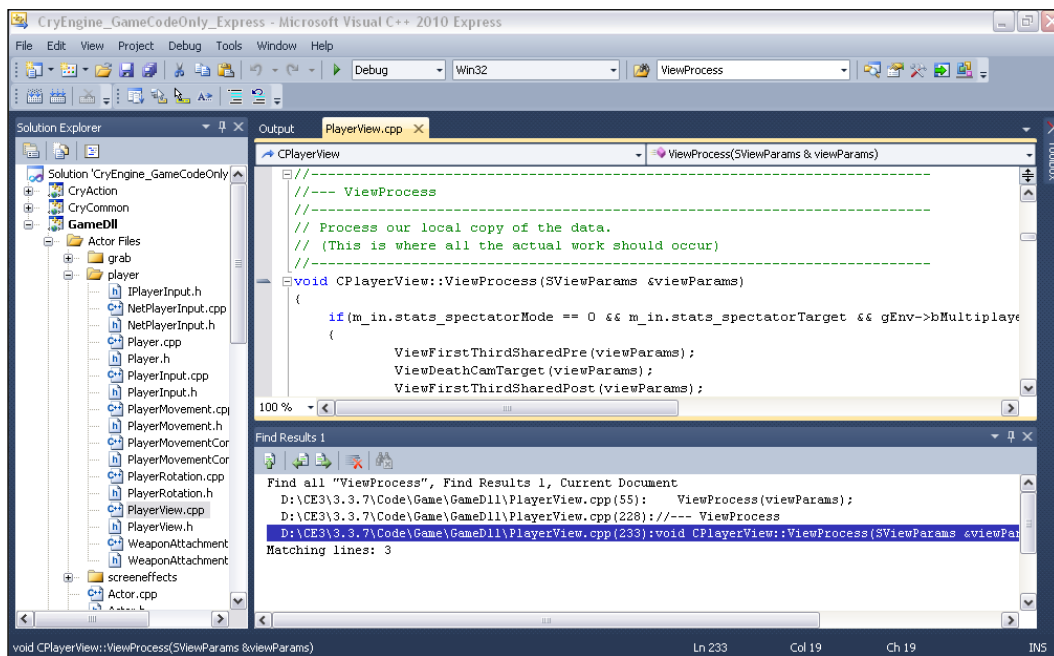 CryEngine_GameCodeOnly_Express - Microsoft Visual C++ 2010 Express
File Edit View Project Debug Tools Window Help
Debug Win32 ViewProcess
Solution Explorer
Solution 'CryEngine_GameCodeOnly
CryAction
CryCommon
GameDll
Actor Files
grab
player
IPlayerInput.h
NetPlayerInput.cpp
NetPlayerInput.h
Player.cpp
Player.h
PlayerInput.cpp
PlayerInput.h
PlayerMovement.cpp
PlayerMovement.h
PlayerMovementCor
PlayerMovementCor
PlayerRotation.cpp
PlayerRotation.h
PlayerView.cpp
PlayerView.h
WeaponAttachment
WeaponAttachment
screeneffects
Actor.cpp
Actor.h
Output PlayerView.cpp
Toolbox
CPlayerView ViewProcess(SViewParams & viewParams)
//--------------------------------------------------------------------------
//--- ViewProcess
//--------------------------------------------------------------------------
// Process our local copy of the data.
// (This is where all the actual work should occur)
//--------------------------------------------------------------------------
void CPlayerView::ViewProcess(SViewParams &viewParams)
{
if(m_in.stats_spectatorMode == 0 && m_in.stats_spectatorTarget && gEnv->bMultiplaye
{
ViewFirstThirdSharedPre(viewParams);
ViewDeathCamTarget(viewParams);
ViewFirstThirdSharedPost(viewParams);
100 %
Find Results 1
Find all "ViewProcess", Find Results 1, Current Document
D:\CE3\3.3.7\Code\Game\GameDll\PlayerView.cpp(55): ViewProcess(viewParams);
D:\CE3\3.3.7\Code\Game\GameDll\PlayerView.cpp(228)://--- ViewProcess
D:\CE3\3.3.7\Code\Game\GameDll\PlayerView.cpp(233):void CPlayerView::ViewProcess(SViewParams &viewPar
Matching lines: 3
void CPlayerView::ViewProcess(SViewParams &viewParams) Ln 233 Col 19 Ch 19 INS